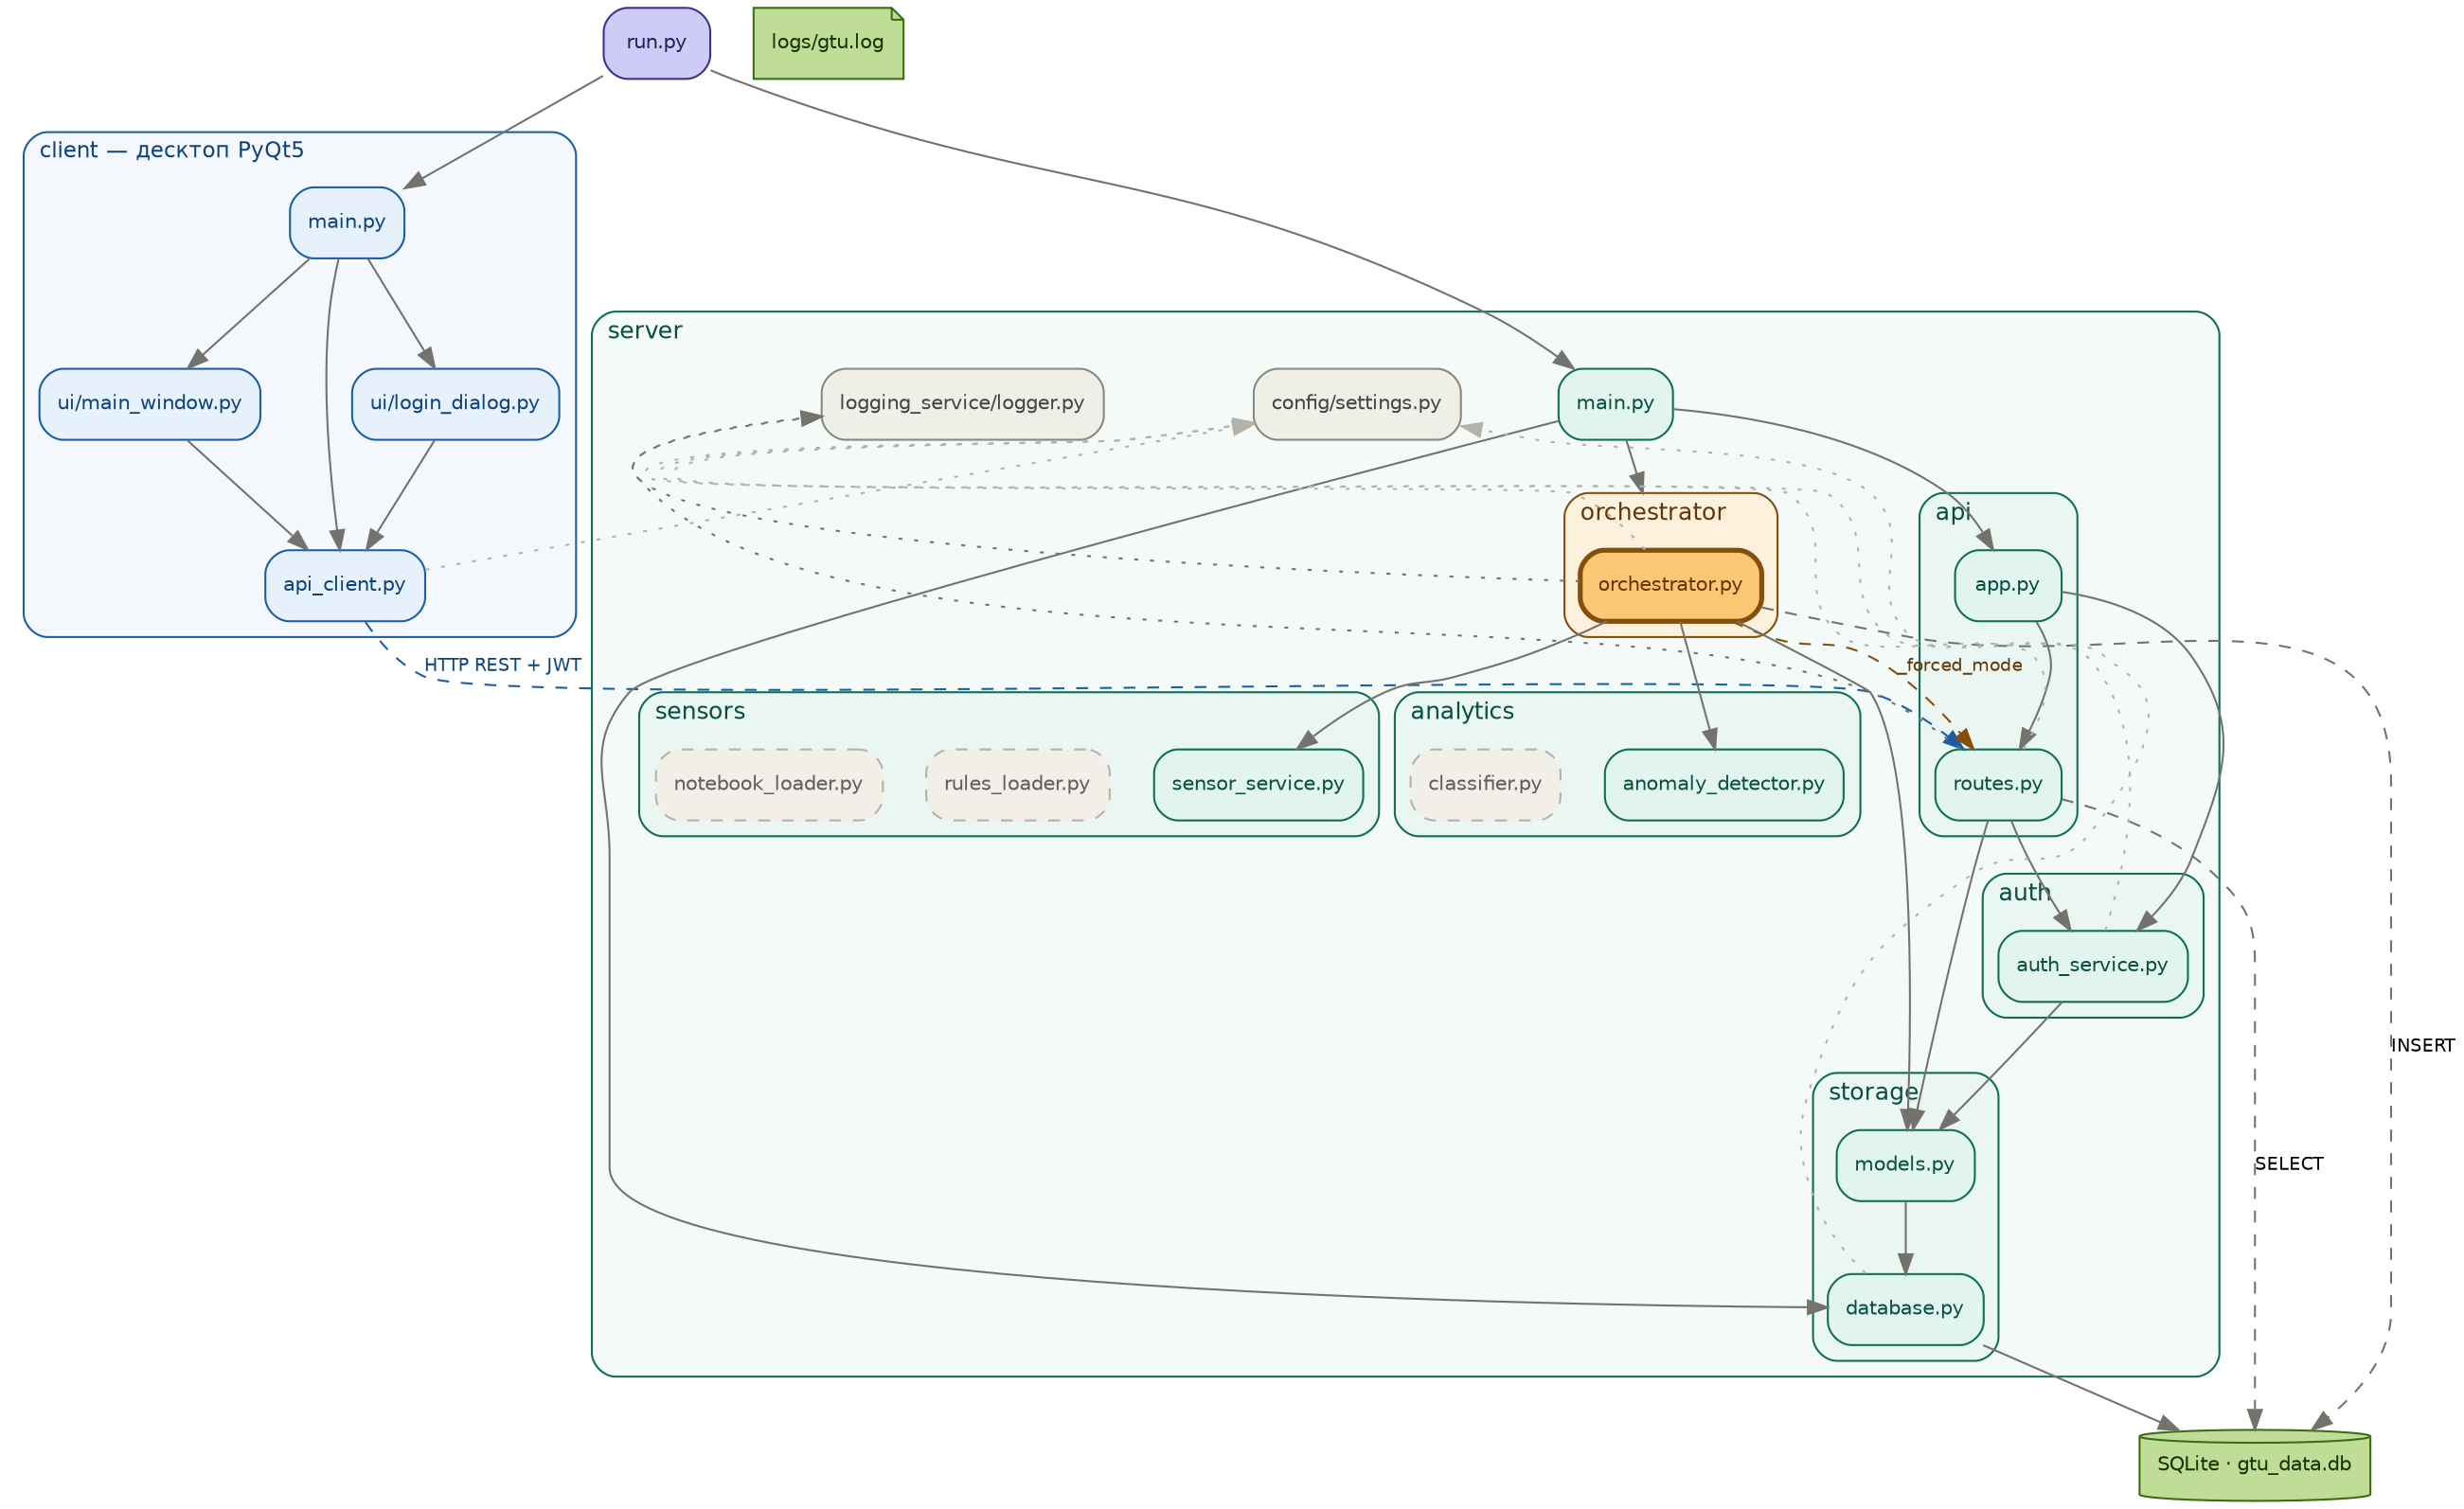 run.py
logs/gtu.log
client — десктоп PyQt5
main.py
ui/main_window.py
ui/login_dialog.py
api_client.py
HTTP REST + JWT
server
logging_service/logger.py
config/settings.py
main.py
orchestrator
orchestrator.py
api
app.py
_forced_mode
routes.py
sensors
notebook_loader.py
rules_loader.py
sensor_service.py
analytics
classifier.py
anomaly_detector.py
auth
auth_service.py
storage
models.py
database.py
INSERT
SELECT
SQLite · gtu_data.db